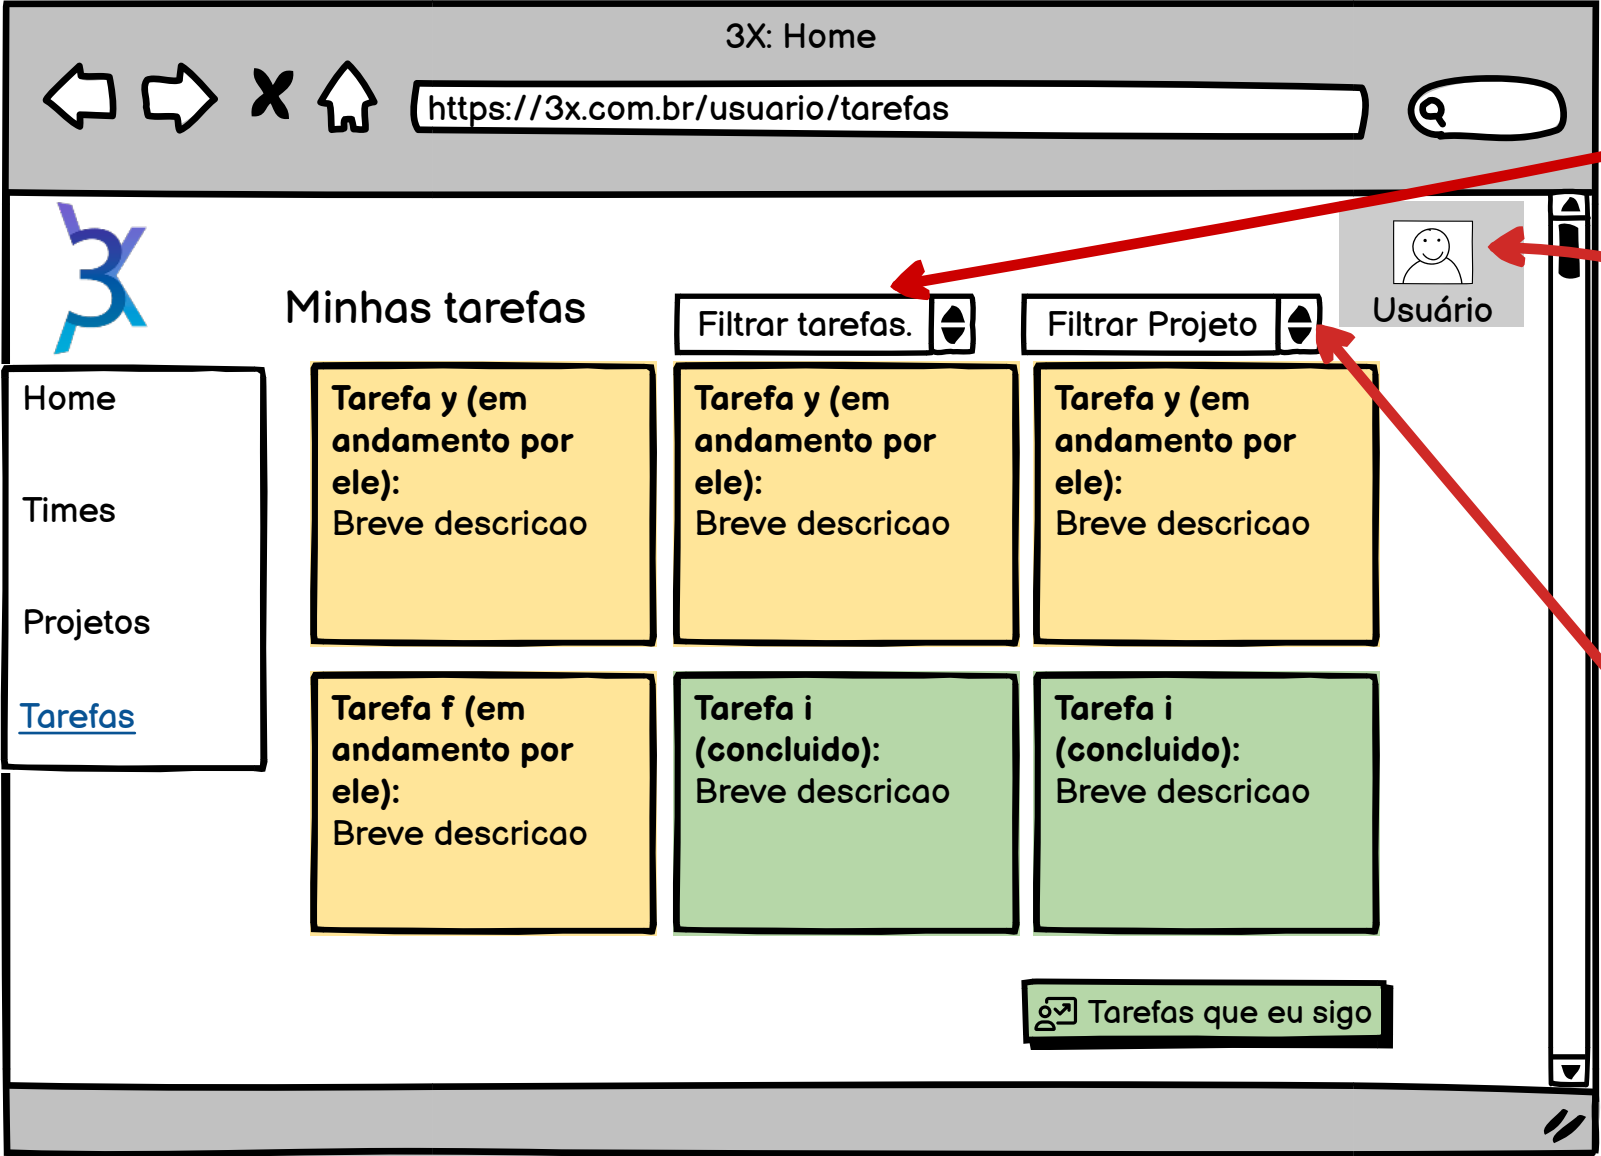 3X: Home
https://3x.com.br/usuario/tarefas
3X
Usuário
Minhas tarefas
Filtrar tarefas.
Filtrar Projeto
Home
Times
Projetos
Tarefas
Tarefa y (em
andamento por
ele):
Breve descricao
Tarefa y (em
andamento por
ele):
Breve descricao
Tarefa y (em
andamento por
ele):
Breve descricao
Tarefa f (em
andamento por
ele):
Breve descricao
Tarefa i
(concluido):
Breve descricao
Tarefa i
(concluido):
Breve descricao
Tarefas que eu sigo